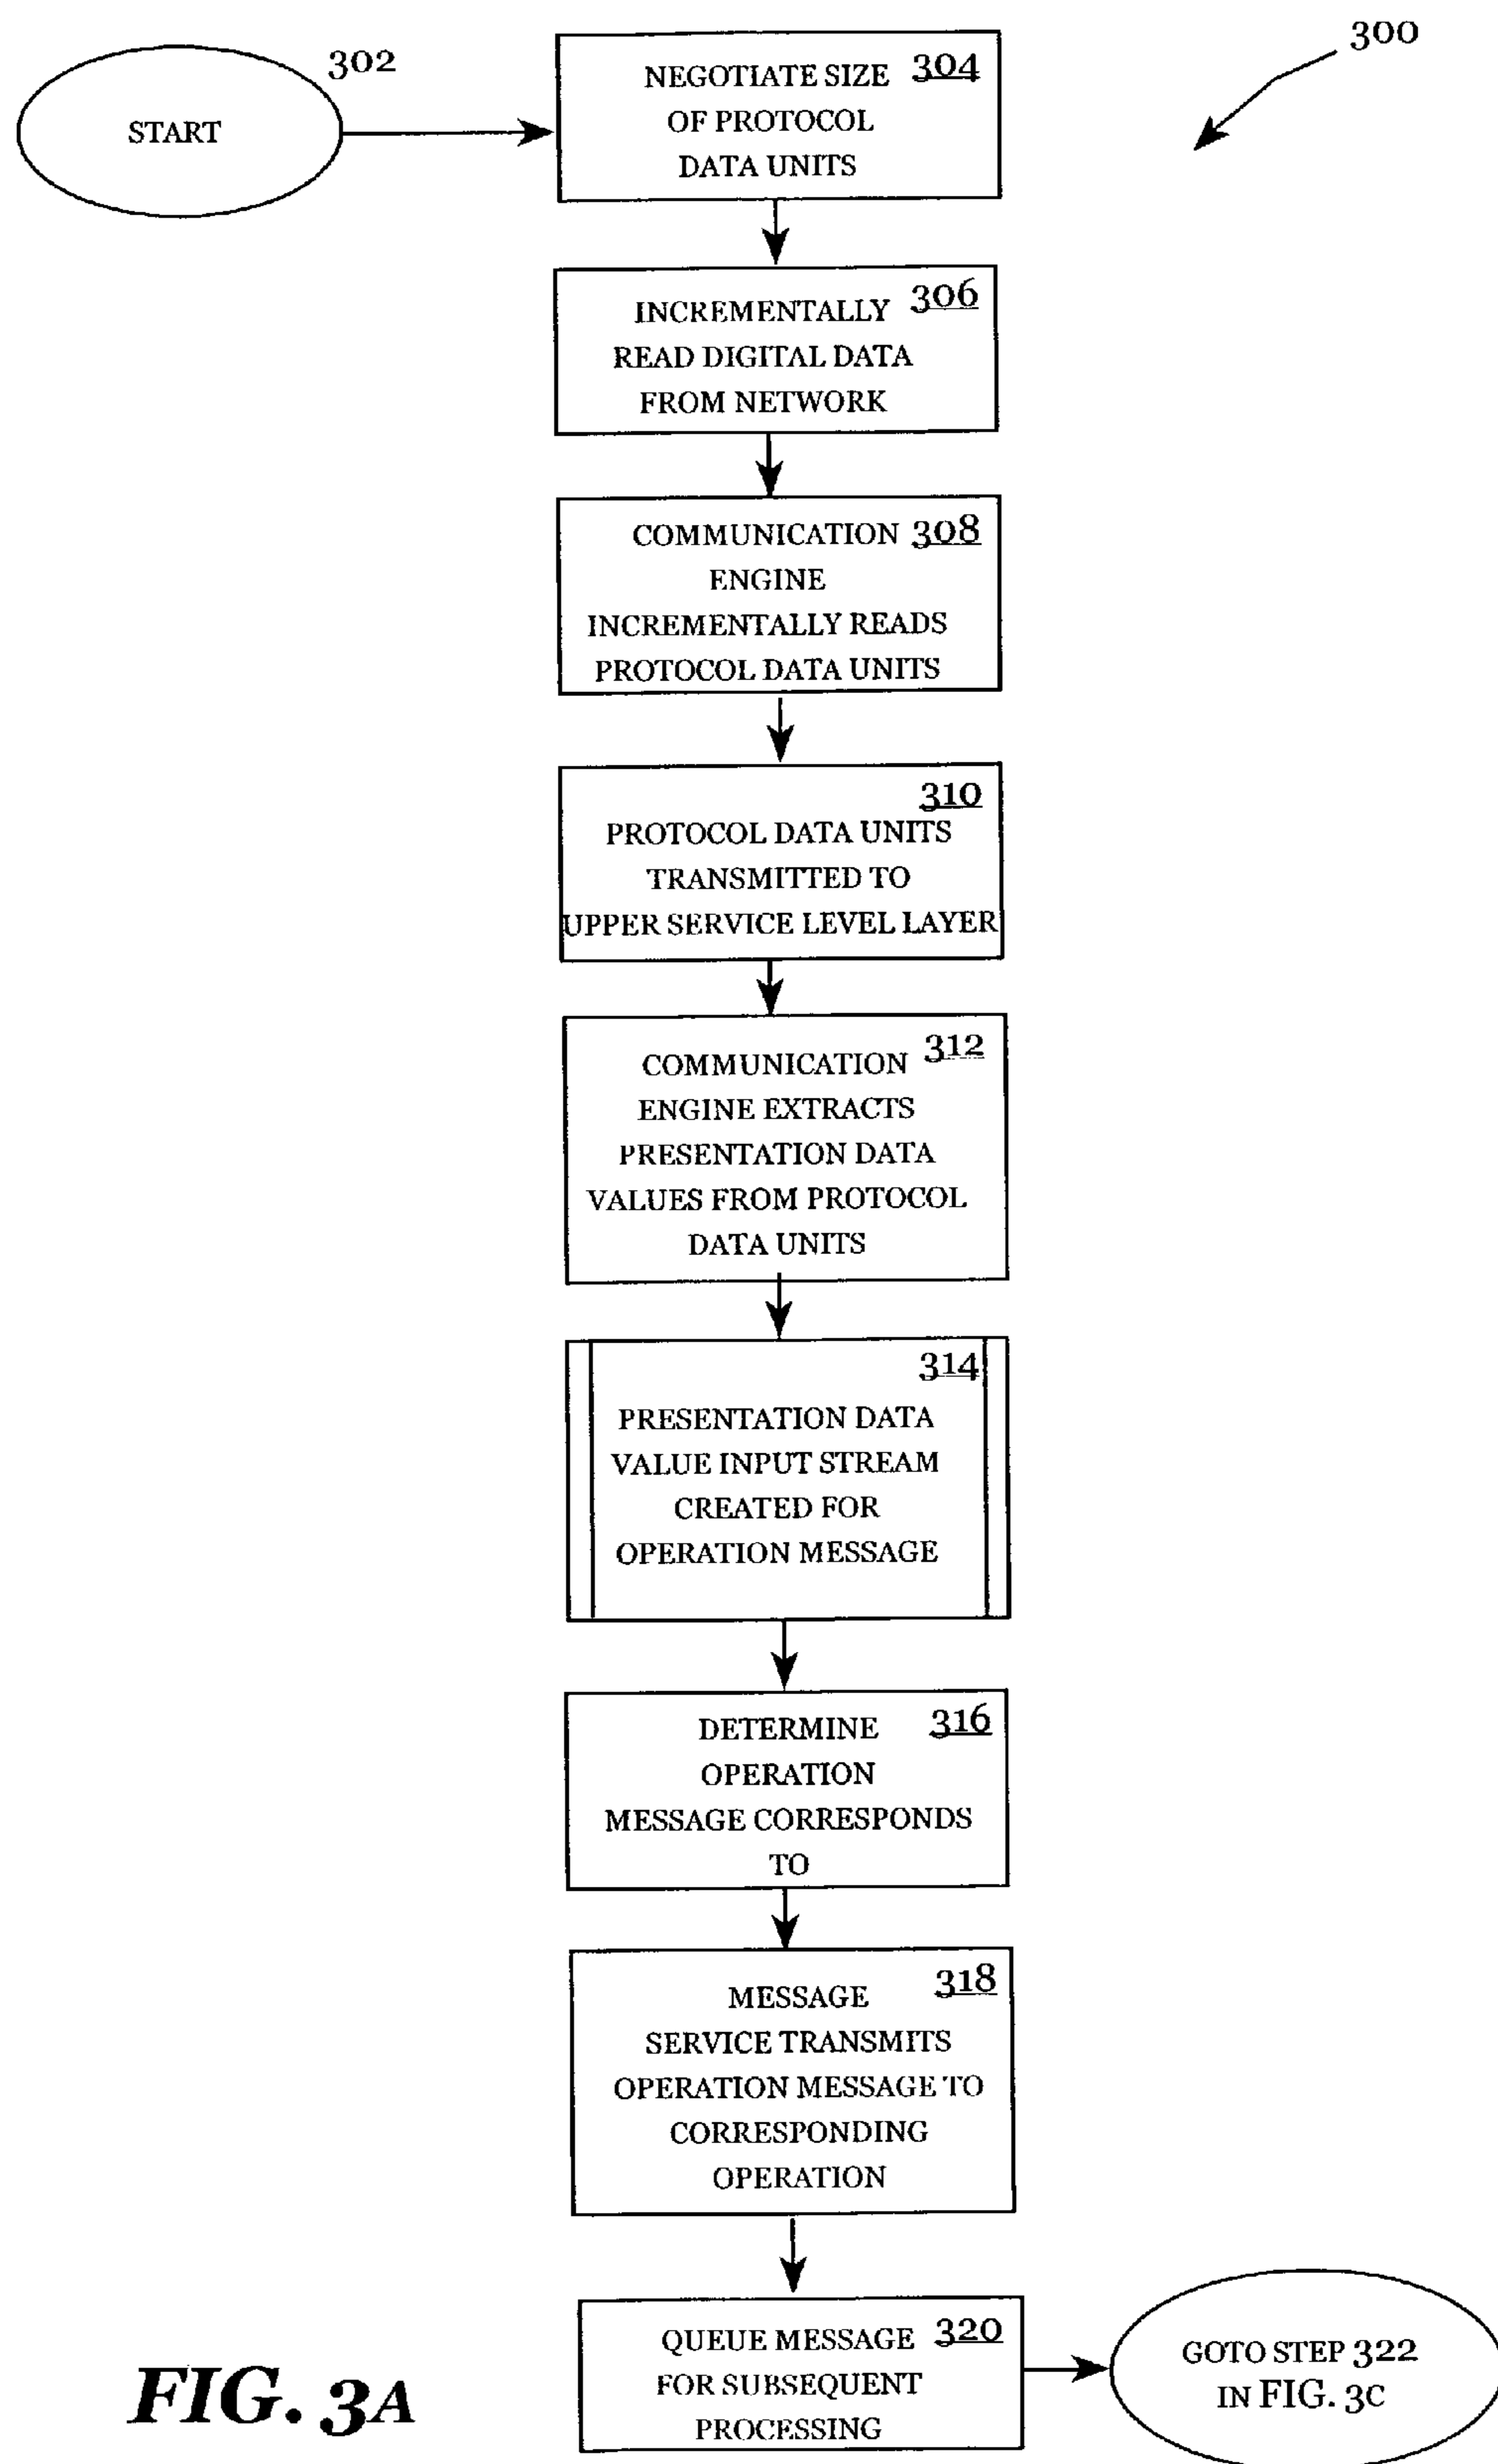 300
302
START
NEGOTIATE SIZE 304
OF PROTOCOL
DATA UNITS
INCREMENTALLY 306
READ DIGITAL DATA
FROM NETWORK
COMMUNICATION 308
ENGINE
INCREMENTALLY READS
PROTOCOL DATA UNITS
310
PROTOCOL DATA UNITS
TRANSMITTED TO
UPPER SERVICE LEVEL LAYER
COMMUNICATION 312
ENGINE EXTRACTS
PRESENTATION DATA
VALUES FROM PROTOCOL
DATA UNITS
314
PRESENTATION DATA
VALUE INPUT STREAM
CREATED FOR
OPERATION MESSAGE
DETERMINE 316
OPERATION
MESSAGE CORRESPONDS
TO
MESSAGE 318
SERVICE TRANSMITS
OPERATION MESSAGE TO
CORRESPONDING
OPERATION
QUEUE MESSAGE 320
FOR SUBSEQUENT
PROCESSING
GOTO STEP 322
IN FIG. 3C
FIG. 3A